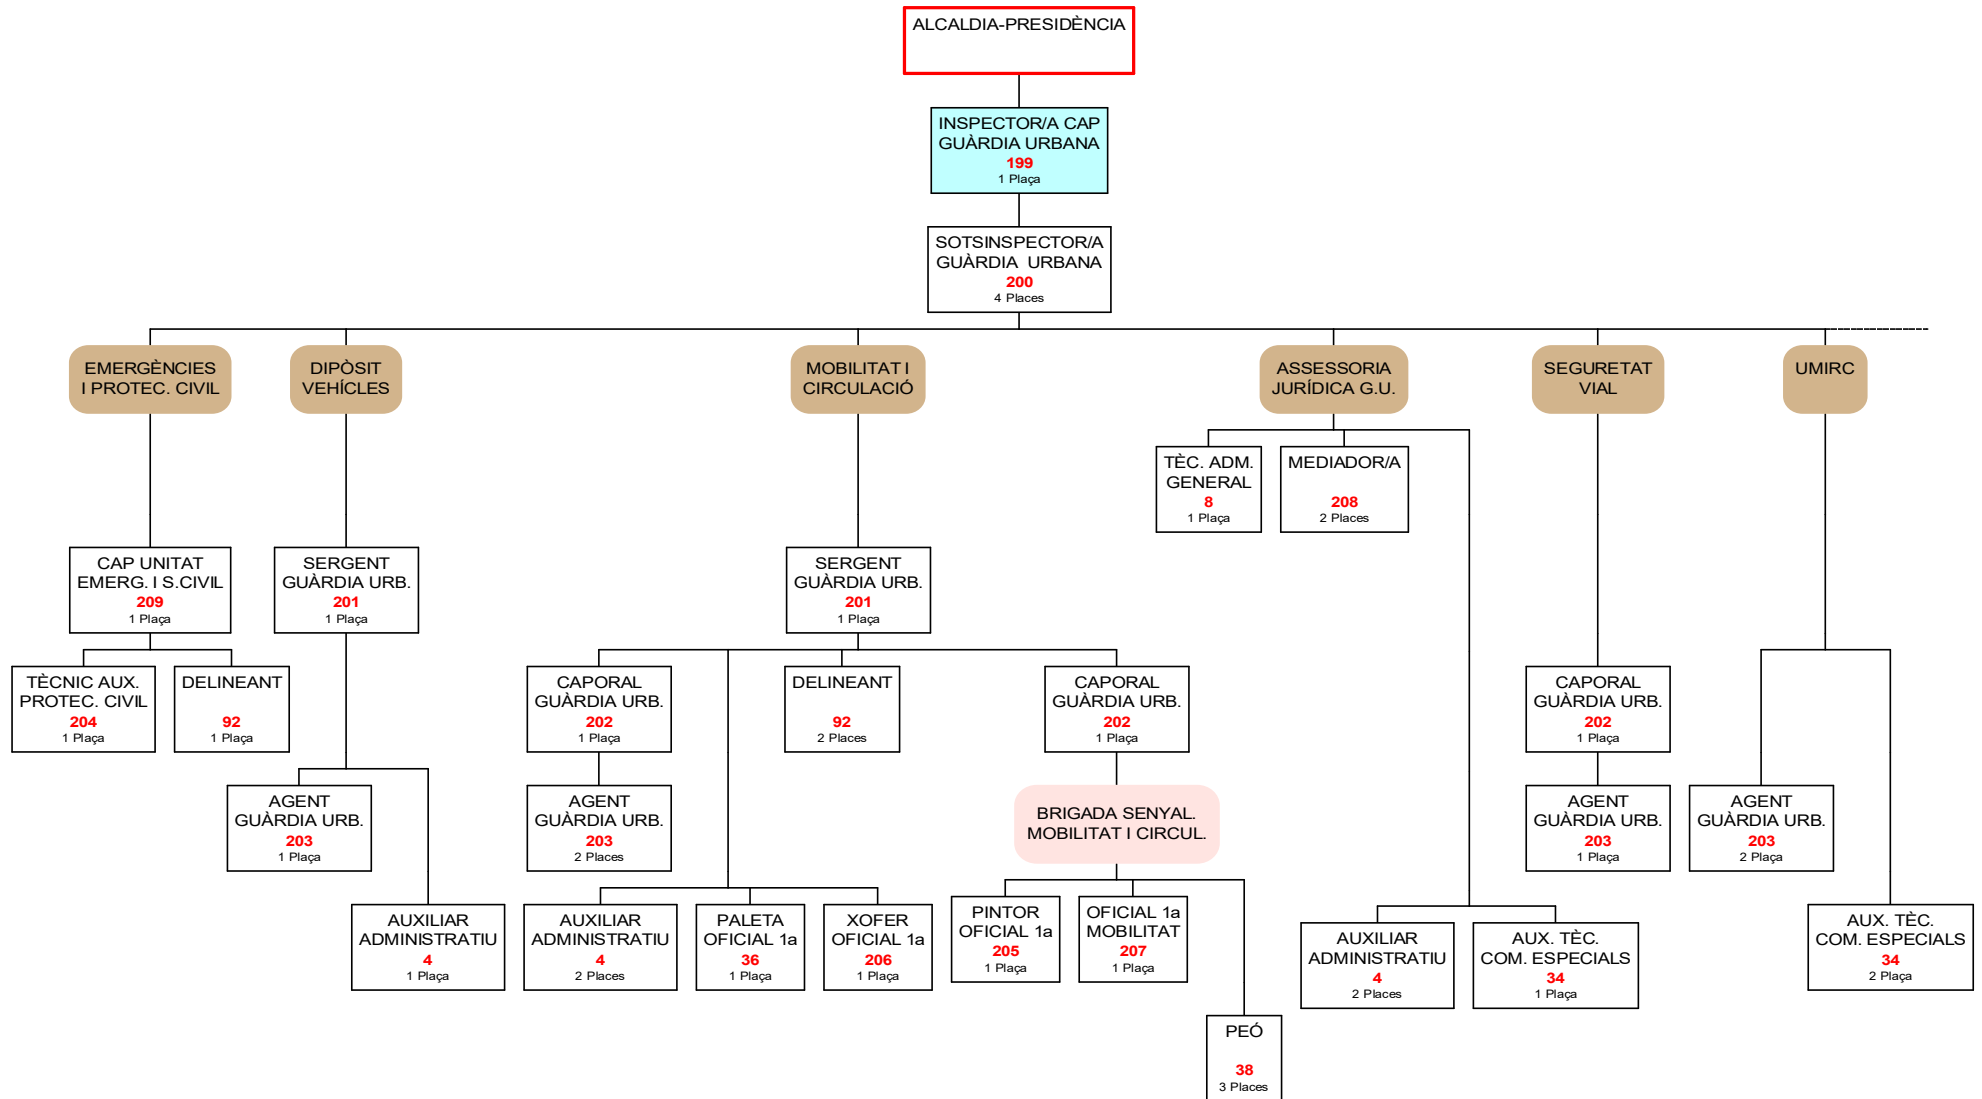 ALCALDIA-PRESIDÈNCIA
INSPECTOR/A CAP
GUÀRDIA URBANA
199
1 Plaça
SOTSINSPECTOR/A
GUÀRDIA URBANA
200
4 Places
EMERGÈNCIES
I PROTEC. CIVIL
DIPÒSIT
VEHÍCLES
MOBILITAT I
CIRCULACIÓ
ASSESSORIA
JURÍDICA G.U.
SEGURETAT
VIAL
UMIRC
TÈC. ADM.
GENERAL
8
1 Plaça
MEDIADOR/A
208
2 Places
CAP UNITAT
EMERG. I S.CIVIL
209
1 Plaça
SERGENT
GUÀRDIA URB.
201
1 Plaça
SERGENT
GUÀRDIA URB.
201
1 Plaça
TÈCNIC AUX.
PROTEC. CIVIL
204
1 Plaça
DELINEANT
92
1 Plaça
CAPORAL
GUÀRDIA URB.
202
1 Plaça
DELINEANT
92
2 Places
CAPORAL
GUÀRDIA URB.
202
1 Plaça
CAPORAL
GUÀRDIA URB.
202
1 Plaça
AGENT
GUÀRDIA URB.
203
1 Plaça
AGENT
GUÀRDIA URB.
203
2 Places
BRIGADA SENYAL.
MOBILITAT I CIRCUL.
AGENT
GUÀRDIA URB.
203
1 Plaça
AGENT
GUÀRDIA URB.
203
2 Plaça
AUXILIAR
ADMINISTRATIU
4
1 Plaça
AUXILIAR
ADMINISTRATIU
4
2 Places
PALETA
OFICIAL 1a
36
1 Plaça
XOFER
OFICIAL 1a
206
1 Plaça
PINTOR
OFICIAL 1a
205
1 Plaça
OFICIAL 1a
MOBILITAT
207
1 Plaça
AUXILIAR
ADMINISTRATIU
4
2 Places
AUX. TÈC.
COM. ESPECIALS
34
1 Plaça
AUX. TÈC.
COM. ESPECIALS
34
2 Plaça
PEÓ
38
3 Places